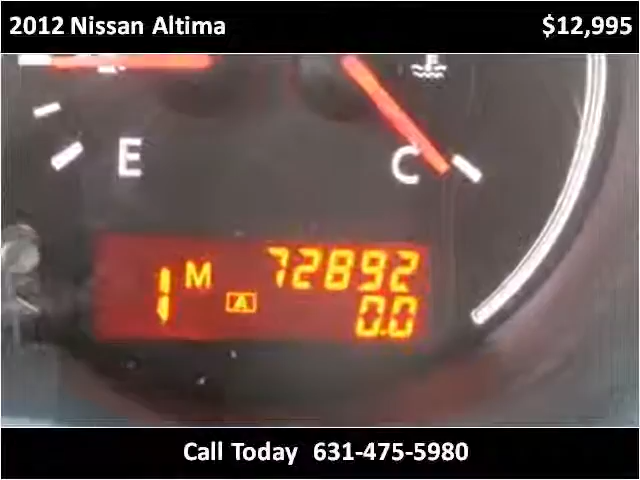 2012 Nissan Altima $12,995
E C
1 M 72892
A 0.0
Call Today 631-475-5980